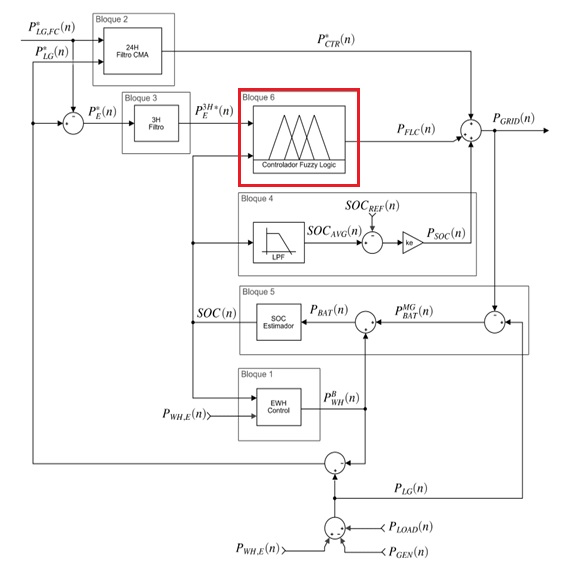 Bloque 2
P*LG,FC(n)
P*LG(n)
24H
Filtro CMA
P*CTR(n)
Bloque 3
P*E(n)
3H
Filtro
P3H*E(n)
Bloque 6
Controlador Fuzzy Logic
PFLC(n)
PGRID(n)
Bloque 4
SOCREF(n)
LPF
SOCAVG(n)
ke
PSOC(n)
Bloque 5
SOC(n)
SOC
Estimador
PBAT(n)
PMGBAT(n)
Bloque 1
PWH,E(n)
EWH
Control
PBWH(n)
PLG(n)
PLOAD(n)
PWH,E(n)
PGEN(n)